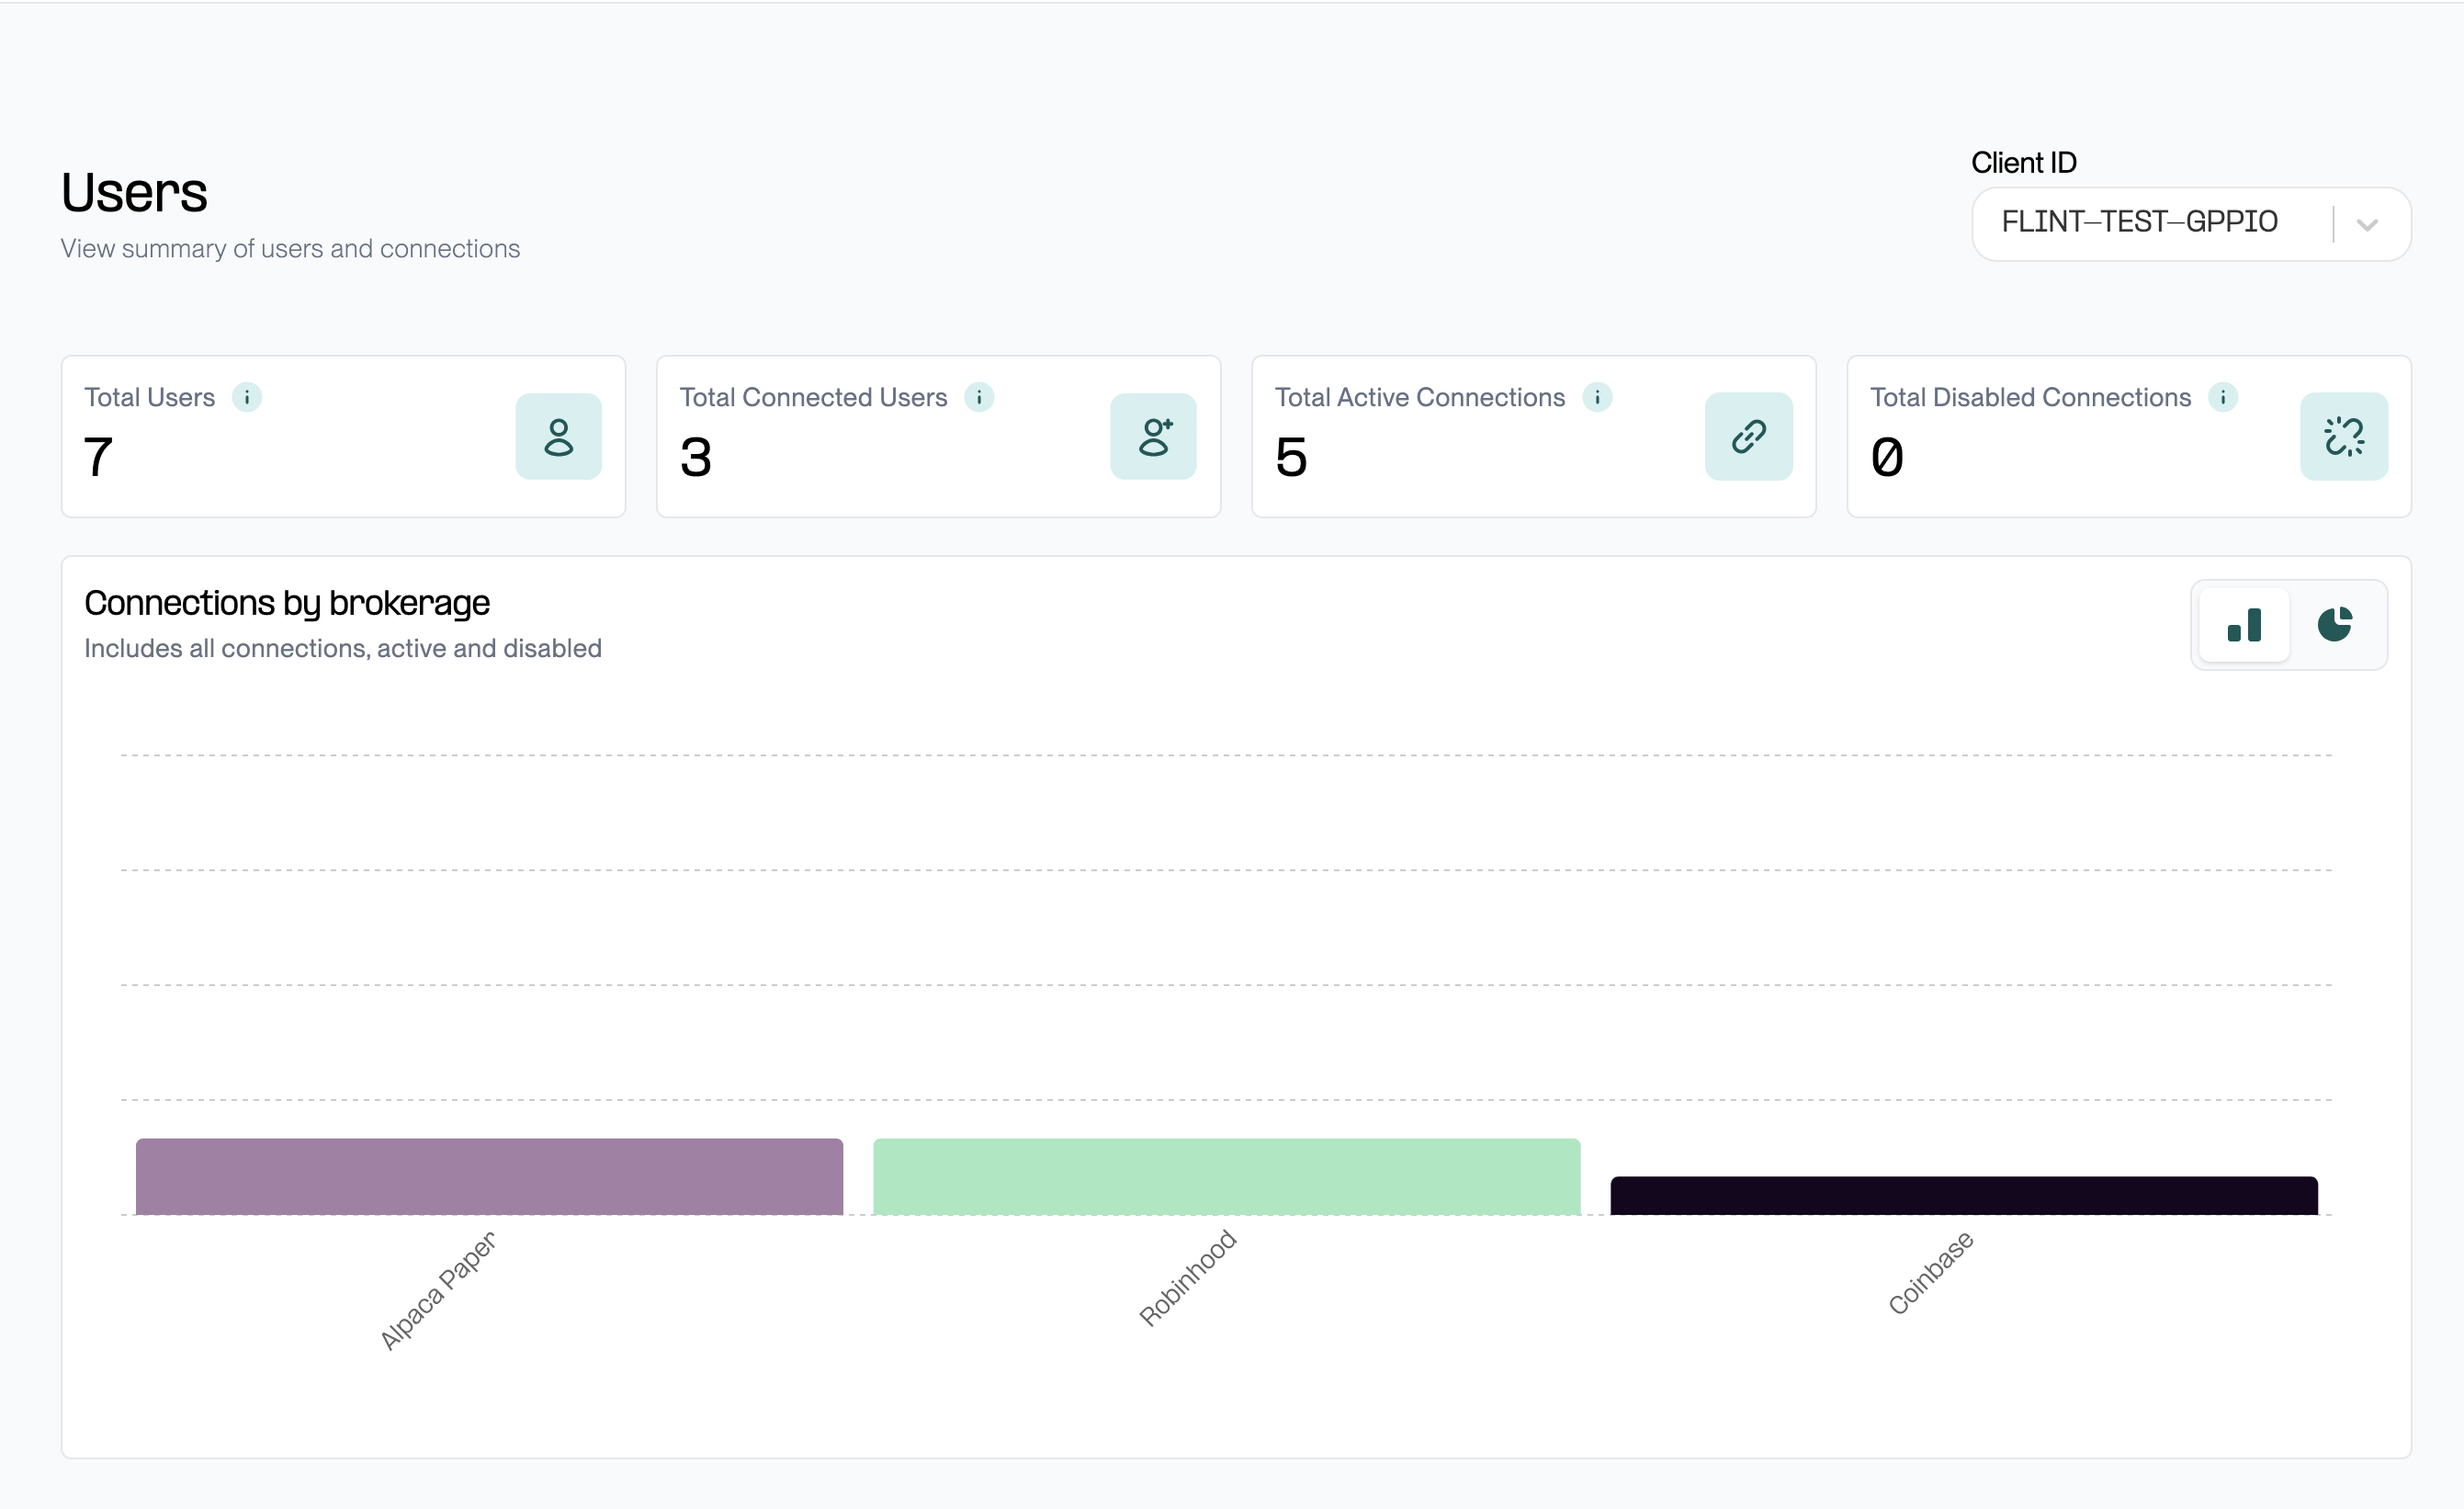 Users
View summary of users and connections
Client ID
FLINT–TEST–GPPIO
Total Users
7
Total Connected Users
3
Total Active Connections
5
Total Disabled Connections
0
Connections by brokerage
Includes all connections, active and disabled
Alpaca Paper
Robinhood
Coinbase